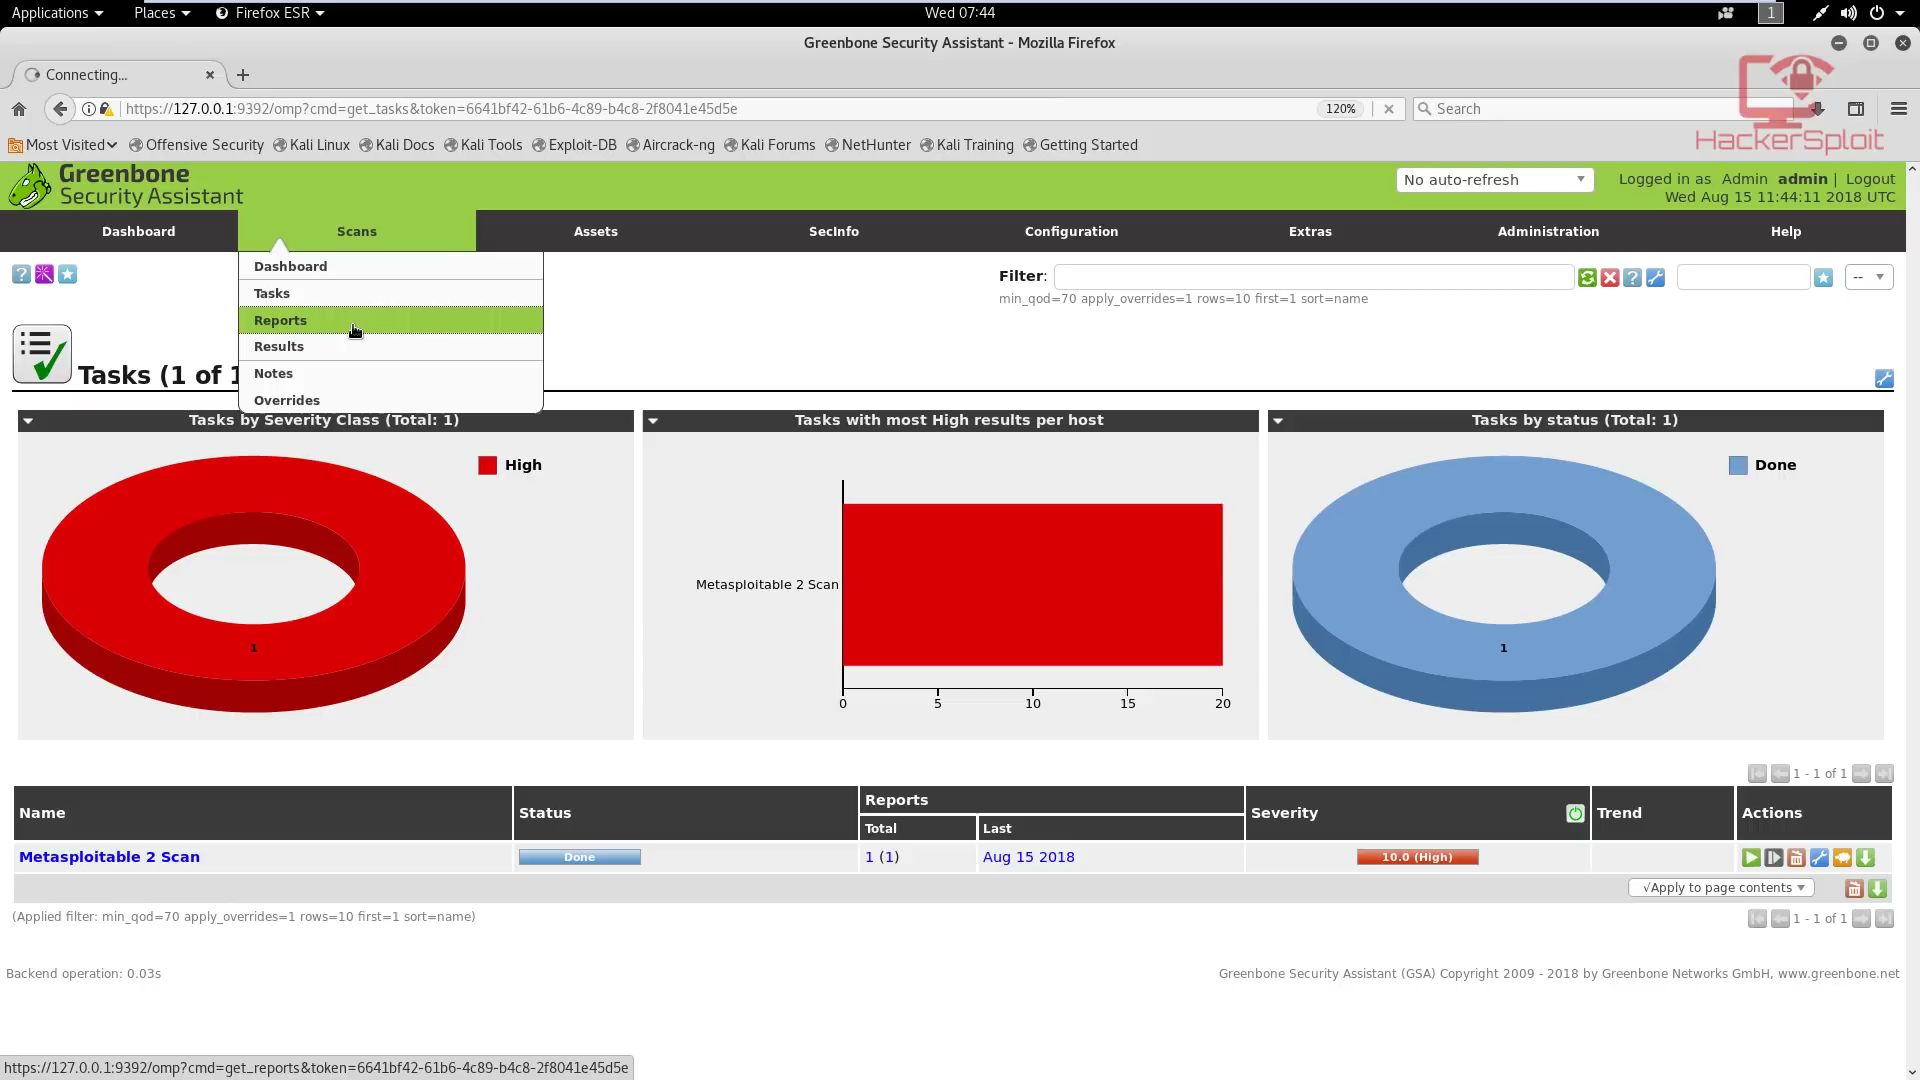 Applications Places Firefox ESR Wed 07:44 1
Greenbone Security Assistant - Mozilla Firefox
Connecting...
https://127.0.0.1:9392/omp?cmd=get_tasks&token=6641bf42-61b6-4c89-b4c8-2f8041e45d5e 120% Search
HackerSploit
Most Visited Offensive Security Kali Linux Kali Docs Kali Tools Exploit-DB Aircrack-ng Kali Forums NetHunter Kali Training Getting Started
Greenbone
Security Assistant
No auto-refresh
Logged in as Admin admin | Logout
Wed Aug 15 11:44:11 2018 UTC
Dashboard Scans Assets SecInfo Configuration Extras Administration Help
Dashboard
Tasks
Reports
Results
Notes
Overrides
Filter: --
min_qod=70 apply_overrides=1 rows=10 first=1 sort=name
Tasks (1 of 1
Tasks by Severity Class (Total: 1)
High
1
Tasks with most High results per host
Metasploitable 2 Scan
0 5 10 15 20
Tasks by status (Total: 1)
Done
1
1 - 1 of 1
Name Status Reports Severity Trend Actions
Total Last
Metasploitable 2 Scan Done 1 (1) Aug 15 2018 10.0 (High)
√Apply to page contents
(Applied filter: min_qod=70 apply_overrides=1 rows=10 first=1 sort=name)
1 - 1 of 1
Backend operation: 0.03s
Greenbone Security Assistant (GSA) Copyright 2009 - 2018 by Greenbone Networks GmbH, www.greenbone.net
https://127.0.0.1:9392/omp?cmd=get_reports&token=6641bf42-61b6-4c89-b4c8-2f8041e45d5e